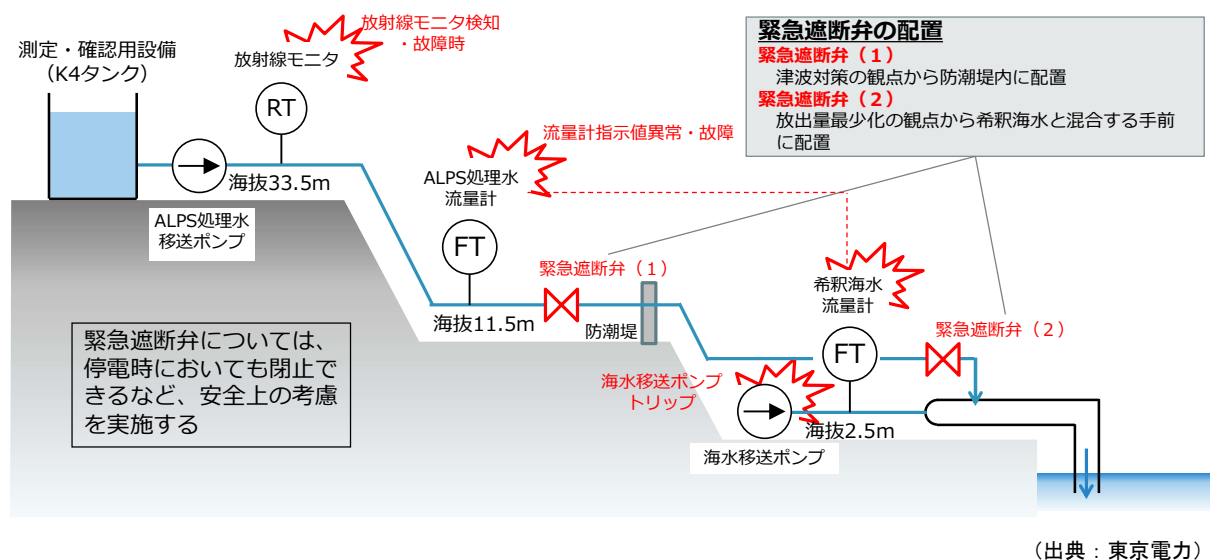 測定・確認用設備
（K4タンク）
放射線モニタ
RT
放射線モニタ検知
・故障時
海抜33.5m
ALPS処理水
移送ポンプ
流量計指示値異常・故障
ALPS処理水
流量計
FT
緊急遮断弁（1）
海抜11.5m
防潮堤
緊急遮断弁の配置
緊急遮断弁（1）
津波対策の観点から防潮堤内に配置
緊急遮断弁（2）
放出量最少化の観点から希釈海水と混合する手前
に配置
希釈海水
流量計
FT
緊急遮断弁（2）
海水移送ポンプ
トリップ
海抜2.5m
海水移送ポンプ
緊急遮断弁については、
停電時においても閉止で
きるなど、安全上の考慮
を実施する
（出典：東京電力）